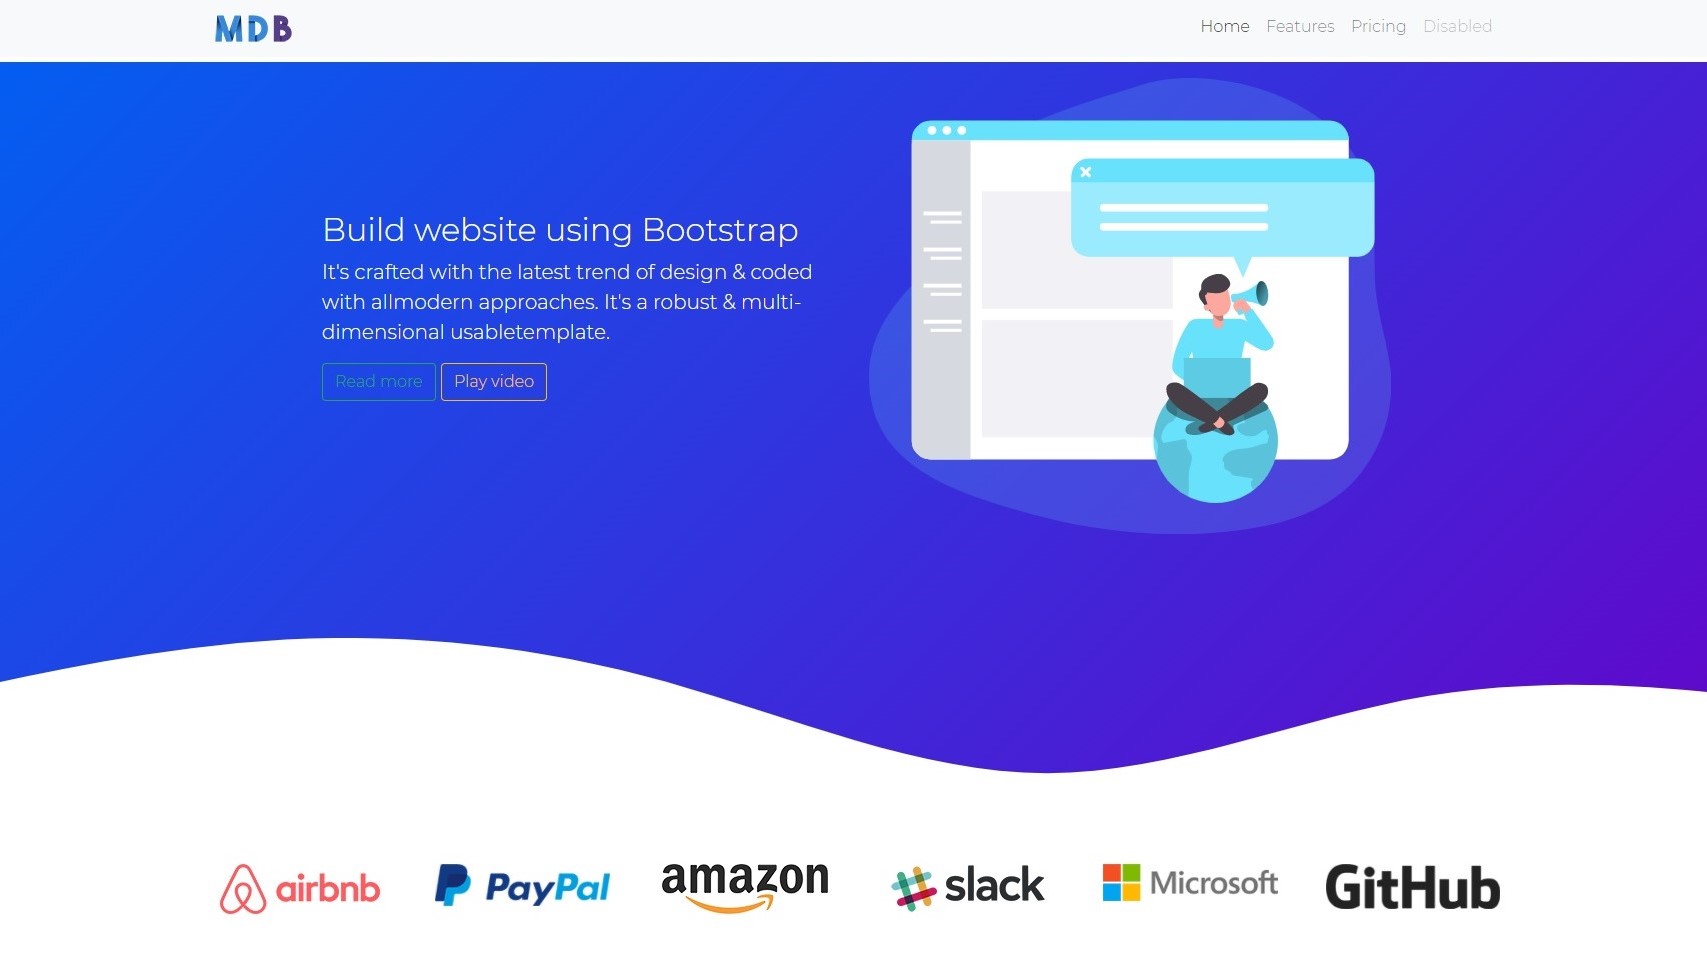 MDB
Home Features Pricing Disabled
Build website using Bootstrap
It's crafted with the latest trend of design & coded
with allmodern approaches. It's a robust & multi-
dimensional usabletemplate.
Read more Play video
airbnb PayPal amazon slack Microsoft GitHub